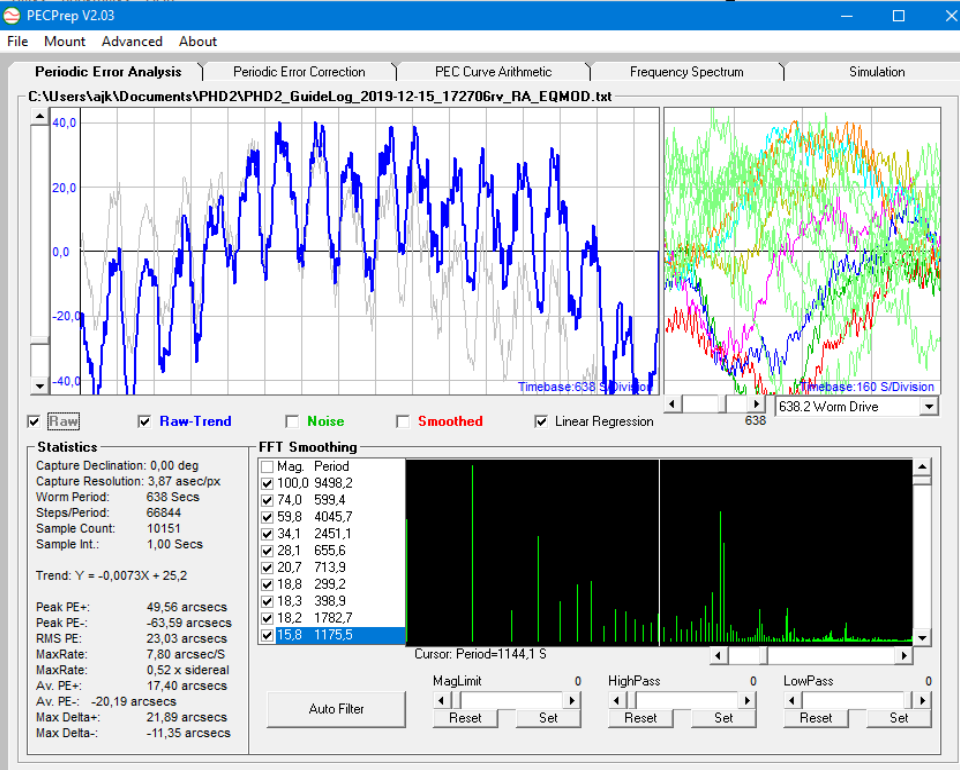 PECPrep V2.03
File Mount Advanced About
Periodic Error Analysis Periodic Error Correction PEC Curve Arithmetic Frequency Spectrum Simulation
C:\Users\ajk\Documents\PHD2\PHD2_GuideLog_2019-12-15_172706rv_RA_EQMOD.txt
40,0
20,0
0,0
-20,0
-40,0
Timebase:638 S/Division
Timebase:160 S/Division
638
638.2 Worm Drive
Raw Raw-Trend Noise Smoothed Linear Regression
Statistics
Capture Declination: 0,00 deg
Capture Resolution: 3,87 asec/px
Worm Period: 638 Secs
Steps/Period: 66844
Sample Count: 10151
Sample Int.: 1,00 Secs
Trend: Y = -0,0073X + 25,2
Peak PE+: 49,56 arcsecs
Peak PE-: -63,59 arcsecs
RMS PE: 23,03 arcsecs
MaxRate: 7,80 arcsec/S
MaxRate: 0,52 x sidereal
Av. PE+: 17,40 arcsecs
Av. PE-: -20,19 arcsecs
Max Delta+: 21,89 arcsecs
Max Delta-: -11,35 arcsecs
FFT Smoothing
Mag. Period
100,0 9498,2
74,0 599,4
59,8 4045,7
34,1 2451,1
28,1 655,6
20,7 713,9
18,8 299,2
18,3 398,9
18,2 1782,7
15,8 1175,5
Cursor: Period=1144,1 S
Auto Filter
MagLimit 0
Reset Set
HighPass 0
Reset Set
LowPass 0
Reset Set